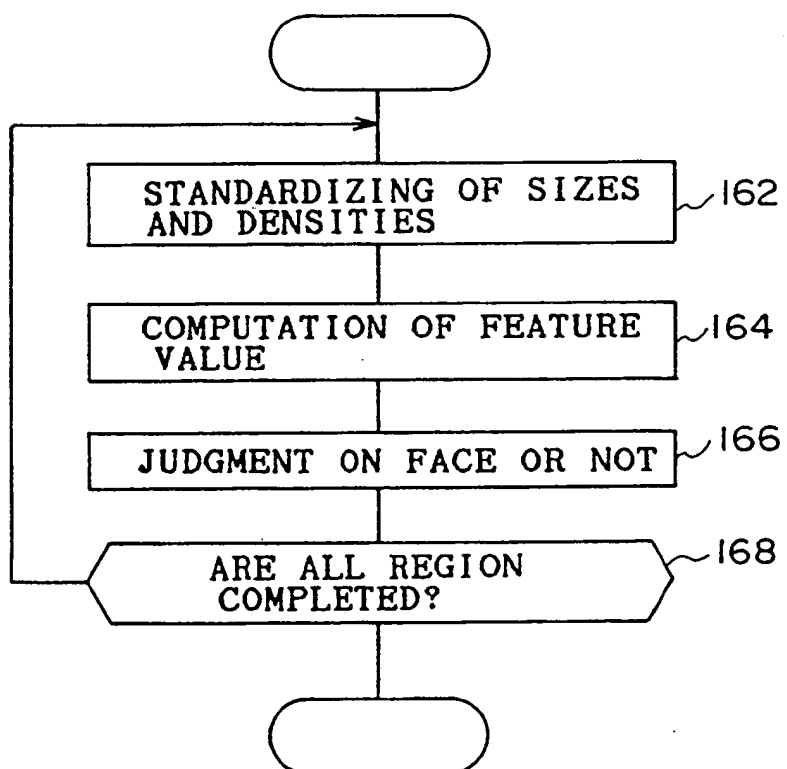 STANDARDIZING OF SIZES
AND DENSITIES
162
COMPUTATION OF FEATURE
VALUE
164
JUDGMENT ON FACE OR NOT
166
ARE ALL REGION
COMPLETED?
168